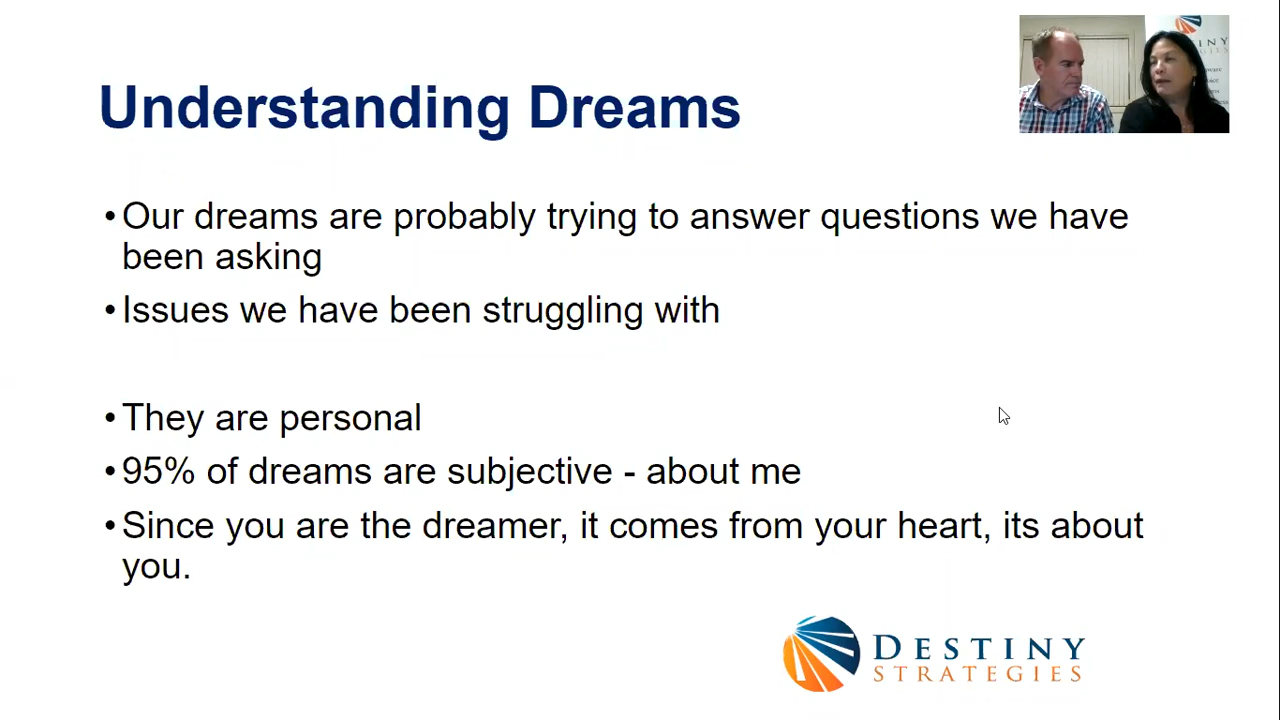 Understanding Dreams
•Our dreams are probably trying to answer questions we have
been asking
•Issues we have been struggling with
•They are personal
•95% of dreams are subjective - about me
•Since you are the dreamer, it comes from your heart, its about
you.
DESTINY
STRATEGIES